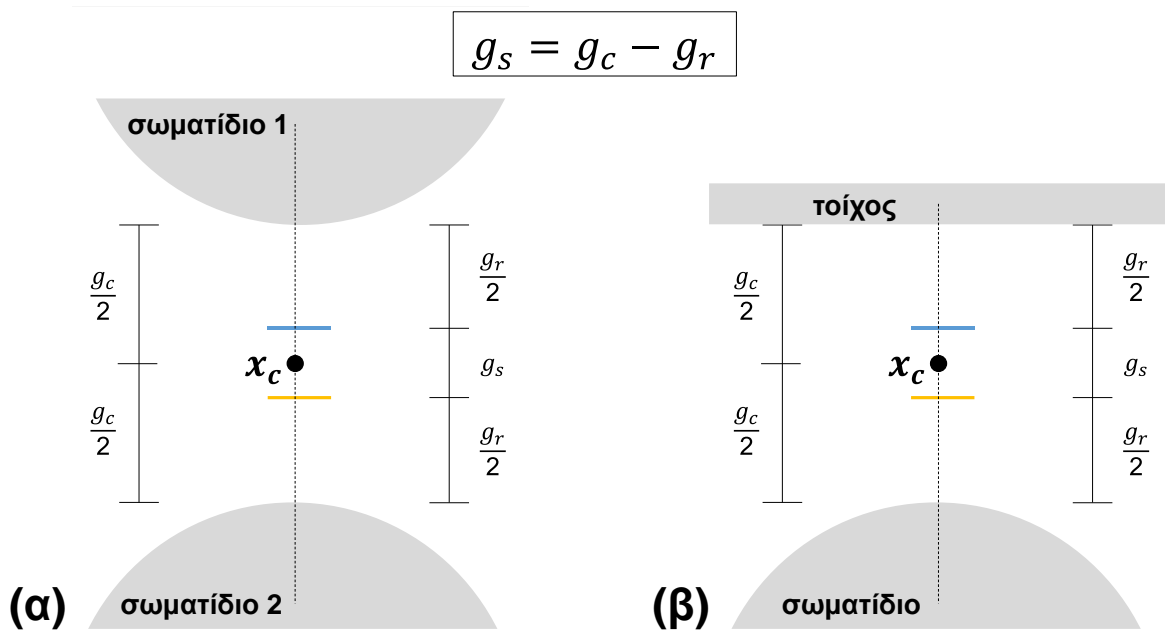 g_s = g_c − g_r
σωματίδιο 1
g_c/2
g_r/2
x_c
g_s
g_c/2
g_r/2
σωματίδιο 2
(α)
τοίχος
g_c/2
g_r/2
x_c
g_s
g_c/2
g_r/2
σωματίδιο
(β)